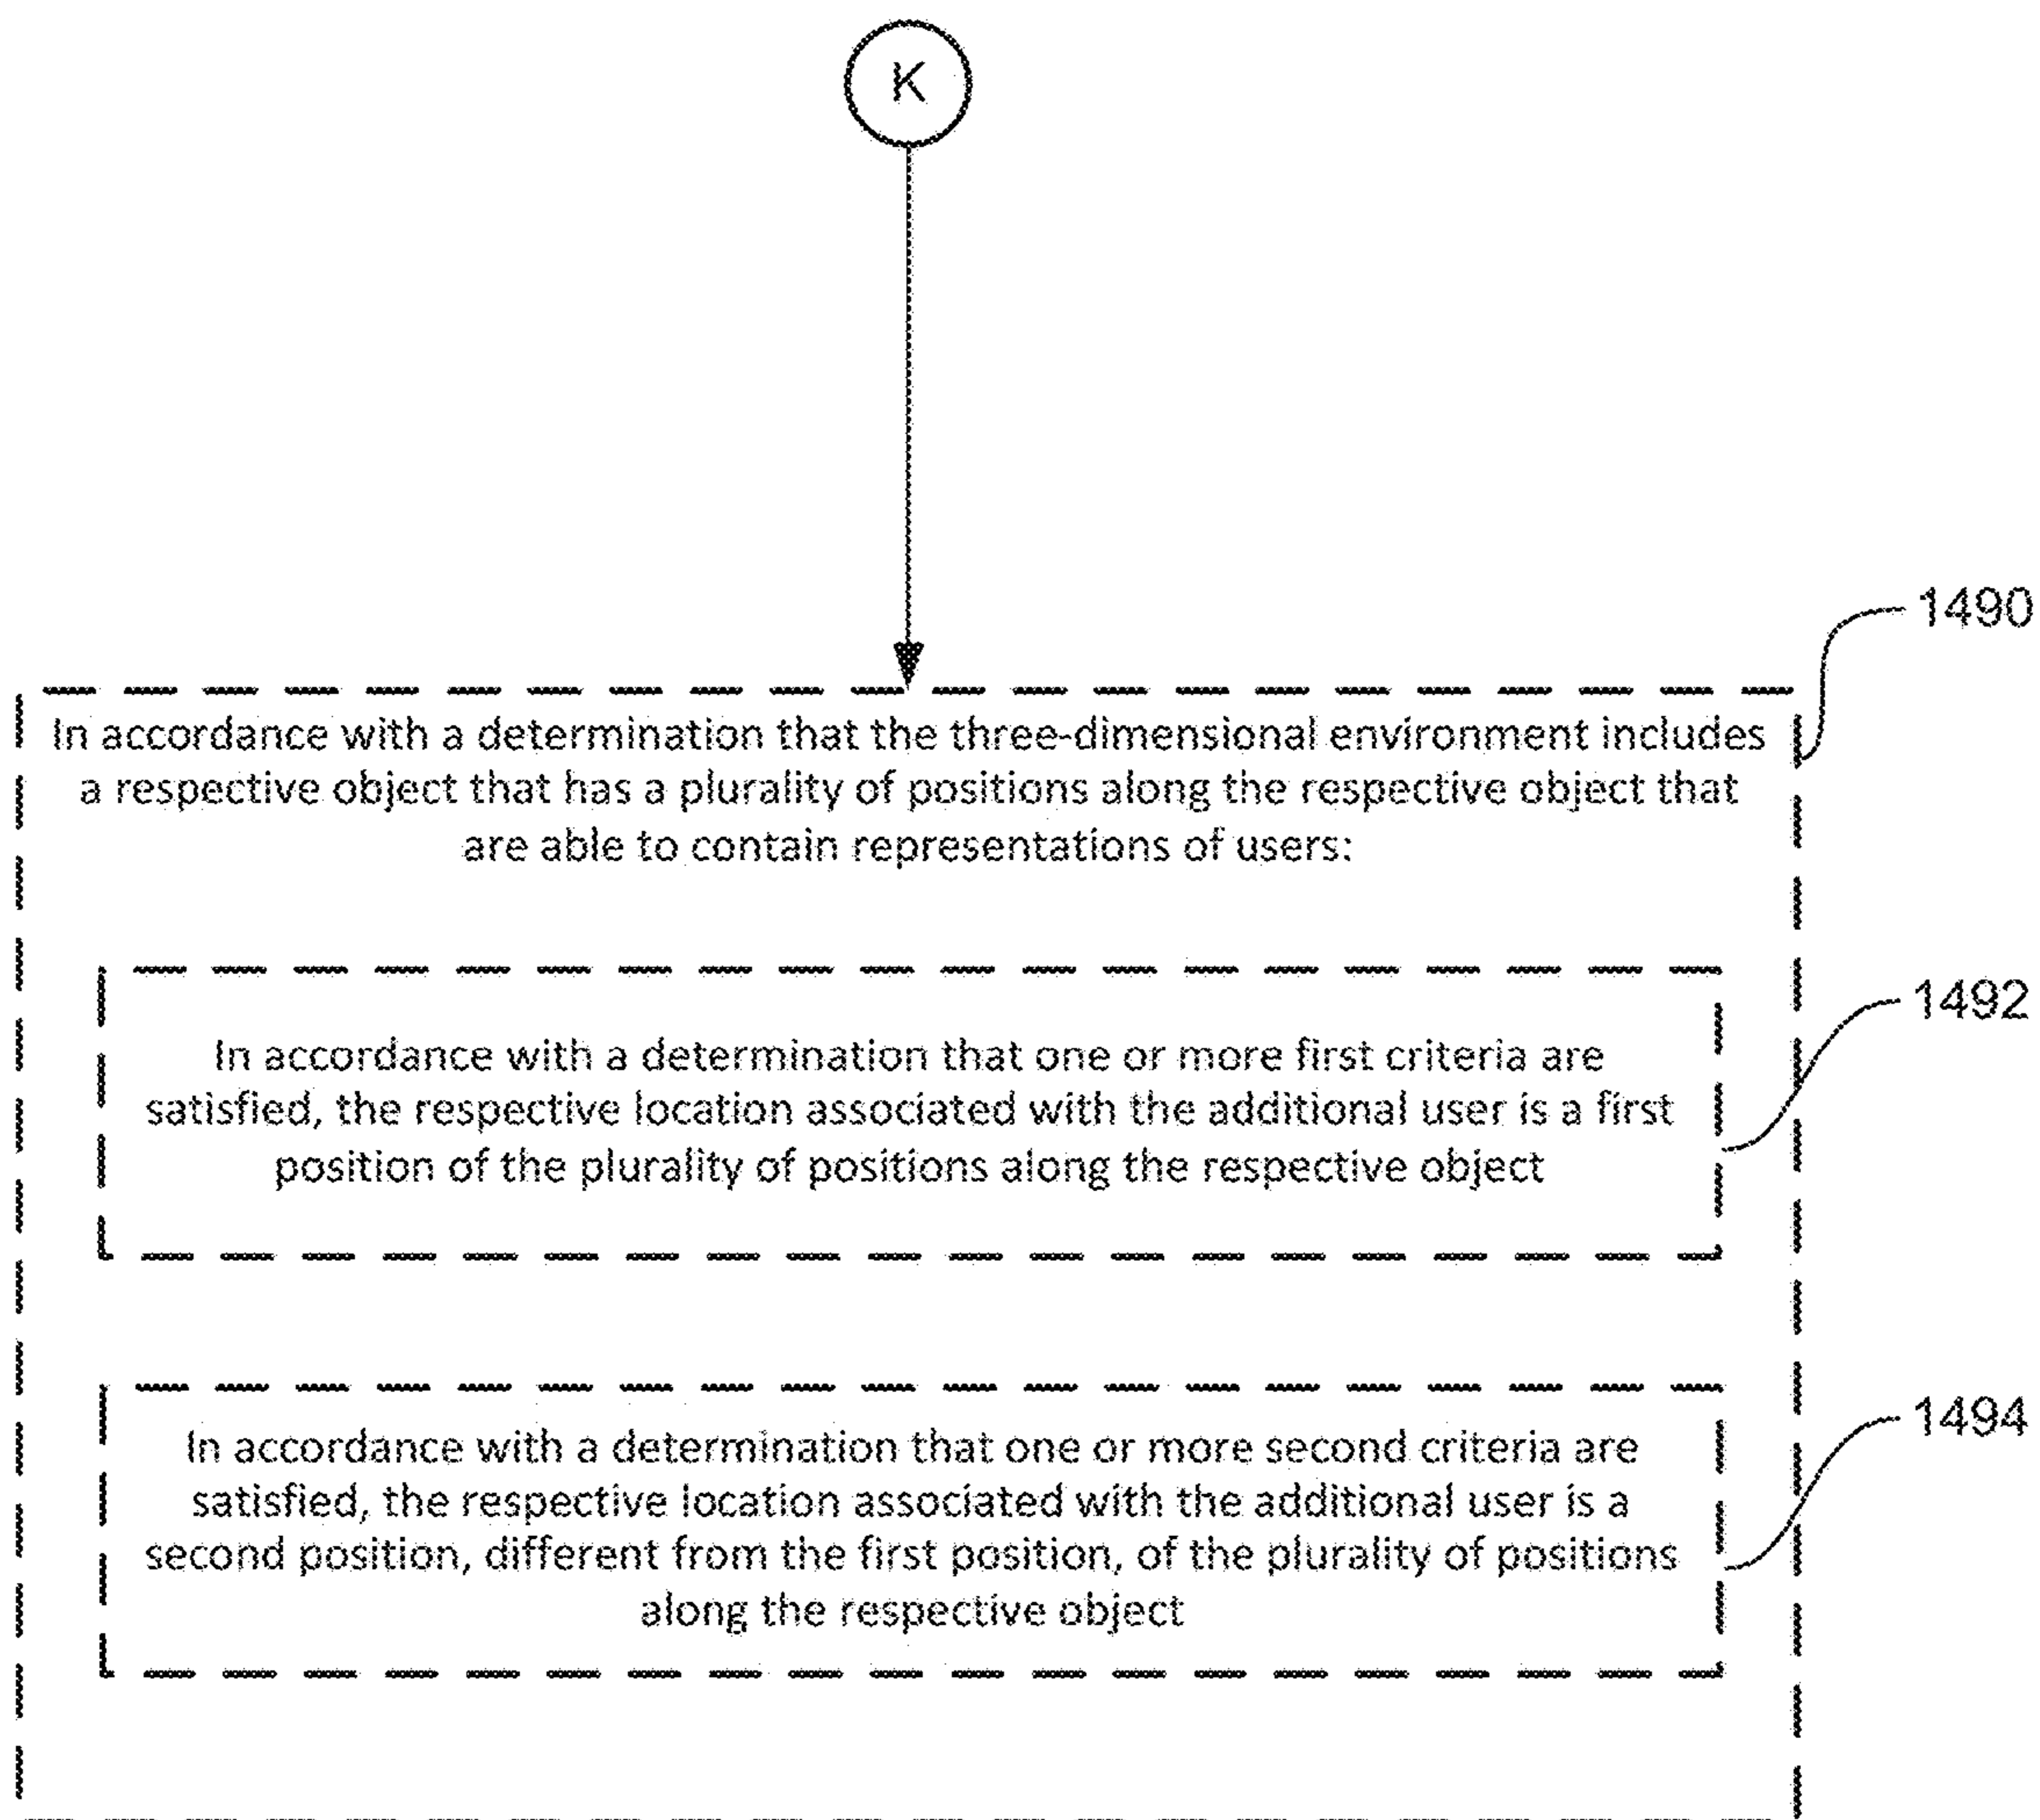 K
1490
In accordance with a determination that the three-dimensional environment includes
a respective object that has a plurality of positions along the respective object that
are able to contain representations of users:
1492
In accordance with a determination that one or more first criteria are
satisfied, the respective location associated with the additional user is a first
position of the plurality of positions along the respective object
1494
In accordance with a determination that one or more second criteria are
satisfied, the respective location associated with the additional user is a
second position, different from the first position, of the plurality of positions
along the respective object